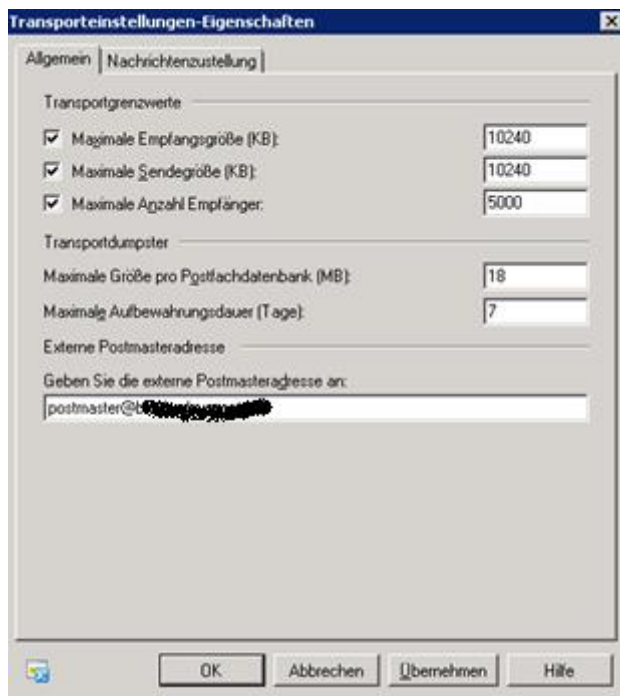 Transporteinstellungen-Eigenschaften
Allgemein Nachrichtenzustellung
Transportgrenzwerte
Maximale Empfangsgröße (KB): 10240
Maximale Sendegröße (KB): 10240
Maximale Anzahl Empfänger: 5000
Transportdumpster
Maximale Größe pro Postfachdatenbank (MB): 18
Maximale Aufbewahrungsdauer (Tage): 7
Externe Postmasteradresse
Geben Sie die externe Postmasteradresse an:
postmaster@
OK Abbrechen Übernehmen Hilfe